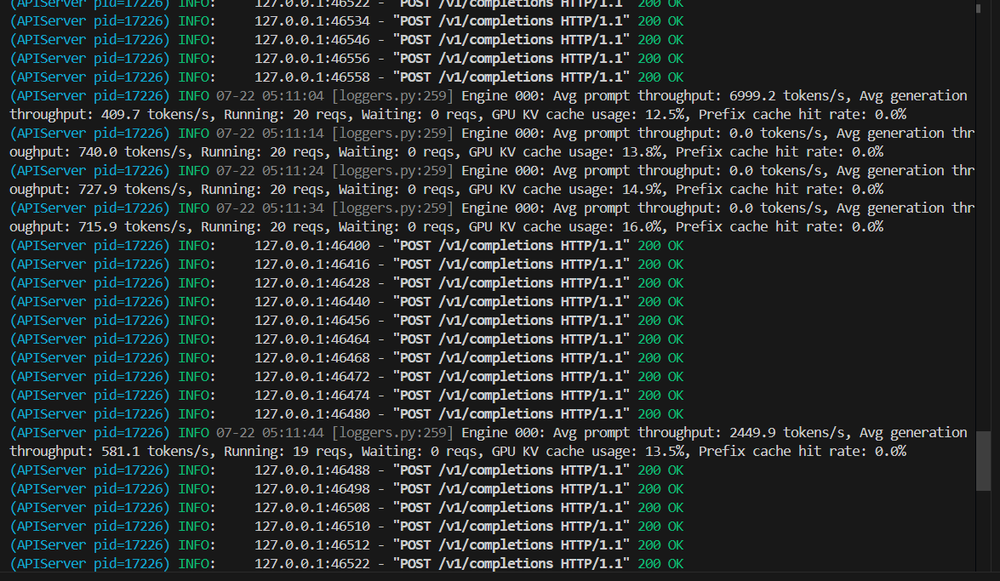 (APIServer pid=17226) INFO:     127.0.0.1:46522 - "POST /v1/completions HTTP/1.1" 200 OK
(APIServer pid=17226) INFO:     127.0.0.1:46534 - "POST /v1/completions HTTP/1.1" 200 OK
(APIServer pid=17226) INFO:     127.0.0.1:46546 - "POST /v1/completions HTTP/1.1" 200 OK
(APIServer pid=17226) INFO:     127.0.0.1:46556 - "POST /v1/completions HTTP/1.1" 200 OK
(APIServer pid=17226) INFO:     127.0.0.1:46558 - "POST /v1/completions HTTP/1.1" 200 OK
(APIServer pid=17226) INFO 07-22 05:11:04 [loggers.py:259] Engine 000: Avg prompt throughput: 6999.2 tokens/s, Avg generation
throughput: 409.7 tokens/s, Running: 20 reqs, Waiting: 0 reqs, GPU KV cache usage: 12.5%, Prefix cache hit rate: 0.0%
(APIServer pid=17226) INFO 07-22 05:11:14 [loggers.py:259] Engine 000: Avg prompt throughput: 0.0 tokens/s, Avg generation thr
oughput: 740.0 tokens/s, Running: 20 reqs, Waiting: 0 reqs, GPU KV cache usage: 13.8%, Prefix cache hit rate: 0.0%
(APIServer pid=17226) INFO 07-22 05:11:24 [loggers.py:259] Engine 000: Avg prompt throughput: 0.0 tokens/s, Avg generation thr
oughput: 727.9 tokens/s, Running: 20 reqs, Waiting: 0 reqs, GPU KV cache usage: 14.9%, Prefix cache hit rate: 0.0%
(APIServer pid=17226) INFO 07-22 05:11:34 [loggers.py:259] Engine 000: Avg prompt throughput: 0.0 tokens/s, Avg generation thr
oughput: 715.9 tokens/s, Running: 20 reqs, Waiting: 0 reqs, GPU KV cache usage: 16.0%, Prefix cache hit rate: 0.0%
(APIServer pid=17226) INFO:     127.0.0.1:46400 - "POST /v1/completions HTTP/1.1" 200 OK
(APIServer pid=17226) INFO:     127.0.0.1:46416 - "POST /v1/completions HTTP/1.1" 200 OK
(APIServer pid=17226) INFO:     127.0.0.1:46428 - "POST /v1/completions HTTP/1.1" 200 OK
(APIServer pid=17226) INFO:     127.0.0.1:46440 - "POST /v1/completions HTTP/1.1" 200 OK
(APIServer pid=17226) INFO:     127.0.0.1:46456 - "POST /v1/completions HTTP/1.1" 200 OK
(APIServer pid=17226) INFO:     127.0.0.1:46464 - "POST /v1/completions HTTP/1.1" 200 OK
(APIServer pid=17226) INFO:     127.0.0.1:46468 - "POST /v1/completions HTTP/1.1" 200 OK
(APIServer pid=17226) INFO:     127.0.0.1:46472 - "POST /v1/completions HTTP/1.1" 200 OK
(APIServer pid=17226) INFO:     127.0.0.1:46474 - "POST /v1/completions HTTP/1.1" 200 OK
(APIServer pid=17226) INFO:     127.0.0.1:46480 - "POST /v1/completions HTTP/1.1" 200 OK
(APIServer pid=17226) INFO 07-22 05:11:44 [loggers.py:259] Engine 000: Avg prompt throughput: 2449.9 tokens/s, Avg generation
throughput: 581.1 tokens/s, Running: 19 reqs, Waiting: 0 reqs, GPU KV cache usage: 13.5%, Prefix cache hit rate: 0.0%
(APIServer pid=17226) INFO:     127.0.0.1:46488 - "POST /v1/completions HTTP/1.1" 200 OK
(APIServer pid=17226) INFO:     127.0.0.1:46498 - "POST /v1/completions HTTP/1.1" 200 OK
(APIServer pid=17226) INFO:     127.0.0.1:46508 - "POST /v1/completions HTTP/1.1" 200 OK
(APIServer pid=17226) INFO:     127.0.0.1:46510 - "POST /v1/completions HTTP/1.1" 200 OK
(APIServer pid=17226) INFO:     127.0.0.1:46512 - "POST /v1/completions HTTP/1.1" 200 OK
(APIServer pid=17226) INFO:     127.0.0.1:46522 - "POST /v1/completions HTTP/1.1" 200 OK